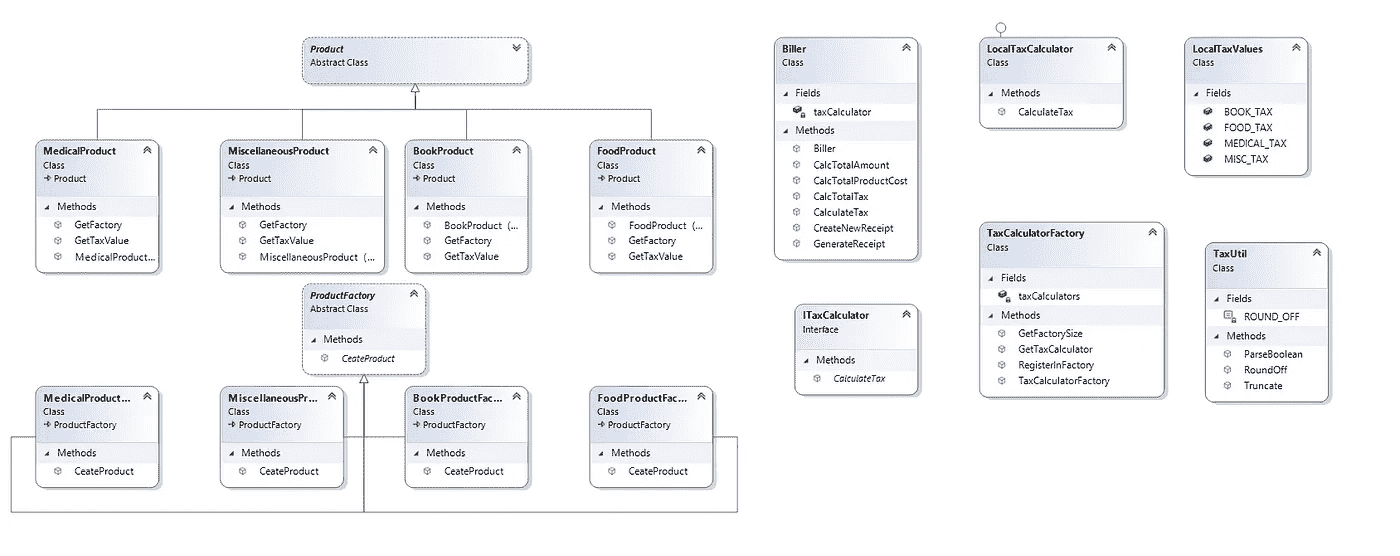 Product
Abstract Class
MedicalProduct
Class
Product
Methods
GetFactory
GetTaxValue
MedicalProduct...
MiscellaneousProduct
Class
Product
Methods
GetFactory
GetTaxValue
MiscellaneousProduct (...
BookProduct
Class
Product
Methods
BookProduct (...
GetFactory
GetTaxValue
FoodProduct
Class
Product
Methods
FoodProduct (...
GetFactory
GetTaxValue
ProductFactory
Abstract Class
Methods
CeateProduct
MedicalProduct...
Class
ProductFactory
Methods
CeateProduct
MiscellaneousPr...
Class
ProductFactory
Methods
CeateProduct
BookProductFac...
Class
ProductFactory
Methods
CeateProduct
FoodProductFac...
Class
ProductFactory
Methods
CeateProduct
Biller
Class
Fields
taxCalculator
Methods
Biller
CalcTotalAmount
CalcTotalProductCost
CalcTotalTax
CalculateTax
CreateNewReceipt
GenerateReceipt
ITaxCalculator
Interface
Methods
CalculateTax
LocalTaxCalculator
Class
Methods
CalculateTax
TaxCalculatorFactory
Class
Fields
taxCalculators
Methods
GetFactorySize
GetTaxCalculator
RegisterInFactory
TaxCalculatorFactory
LocalTaxValues
Class
Fields
BOOK_TAX
FOOD_TAX
MEDICAL_TAX
MISC_TAX
TaxUtil
Class
Fields
ROUND_OFF
Methods
ParseBoolean
RoundOff
Truncate